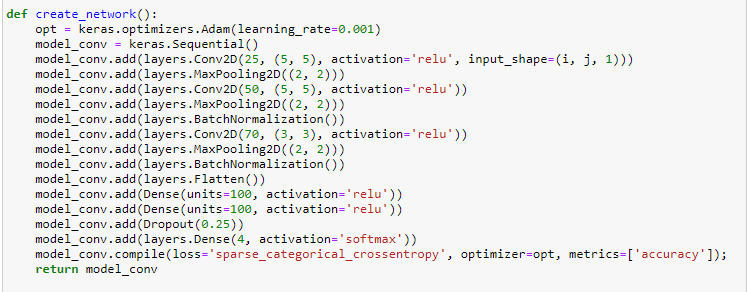 def create_network():
    opt = keras.optimizers.Adam(learning_rate=0.001)
    model_conv = keras.Sequential()
    model_conv.add(layers.Conv2D(25, (5, 5), activation='relu', input_shape=(i, j, 1)))
    model_conv.add(layers.MaxPooling2D((2, 2)))
    model_conv.add(layers.Conv2D(50, (5, 5), activation='relu'))
    model_conv.add(layers.MaxPooling2D((2, 2)))
    model_conv.add(layers.BatchNormalization())
    model_conv.add(layers.Conv2D(70, (3, 3), activation='relu'))
    model_conv.add(layers.MaxPooling2D((2, 2)))
    model_conv.add(layers.BatchNormalization())
    model_conv.add(layers.Flatten())
    model_conv.add(Dense(units=100, activation='relu'))
    model_conv.add(Dense(units=100, activation='relu'))
    model_conv.add(Dropout(0.25))
    model_conv.add(layers.Dense(4, activation='softmax'))
    model_conv.compile(loss='sparse_categorical_crossentropy', optimizer=opt, metrics=['accuracy']);
    return model_conv